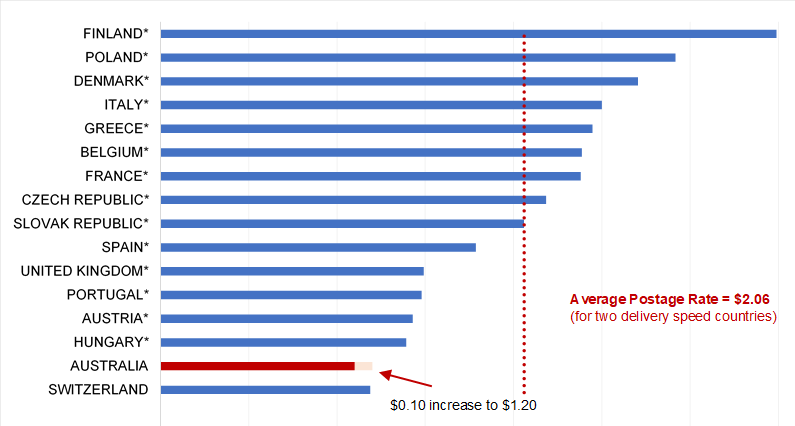 FINLAND*
POLAND*
DENMARK*
ITALY*
GREECE*
BELGIUM*
FRANCE*
CZECH REPUBLIC*
SLOVAK REPUBLIC*
SPAIN*
UNITED KINGDOM*
PORTUGAL*
AUSTRIA*
HUNGARY*
AUSTRALIA
SWITZERLAND
Average Postage Rate = $2.06
(for two delivery speed countries)
$0.10 increase to $1.20